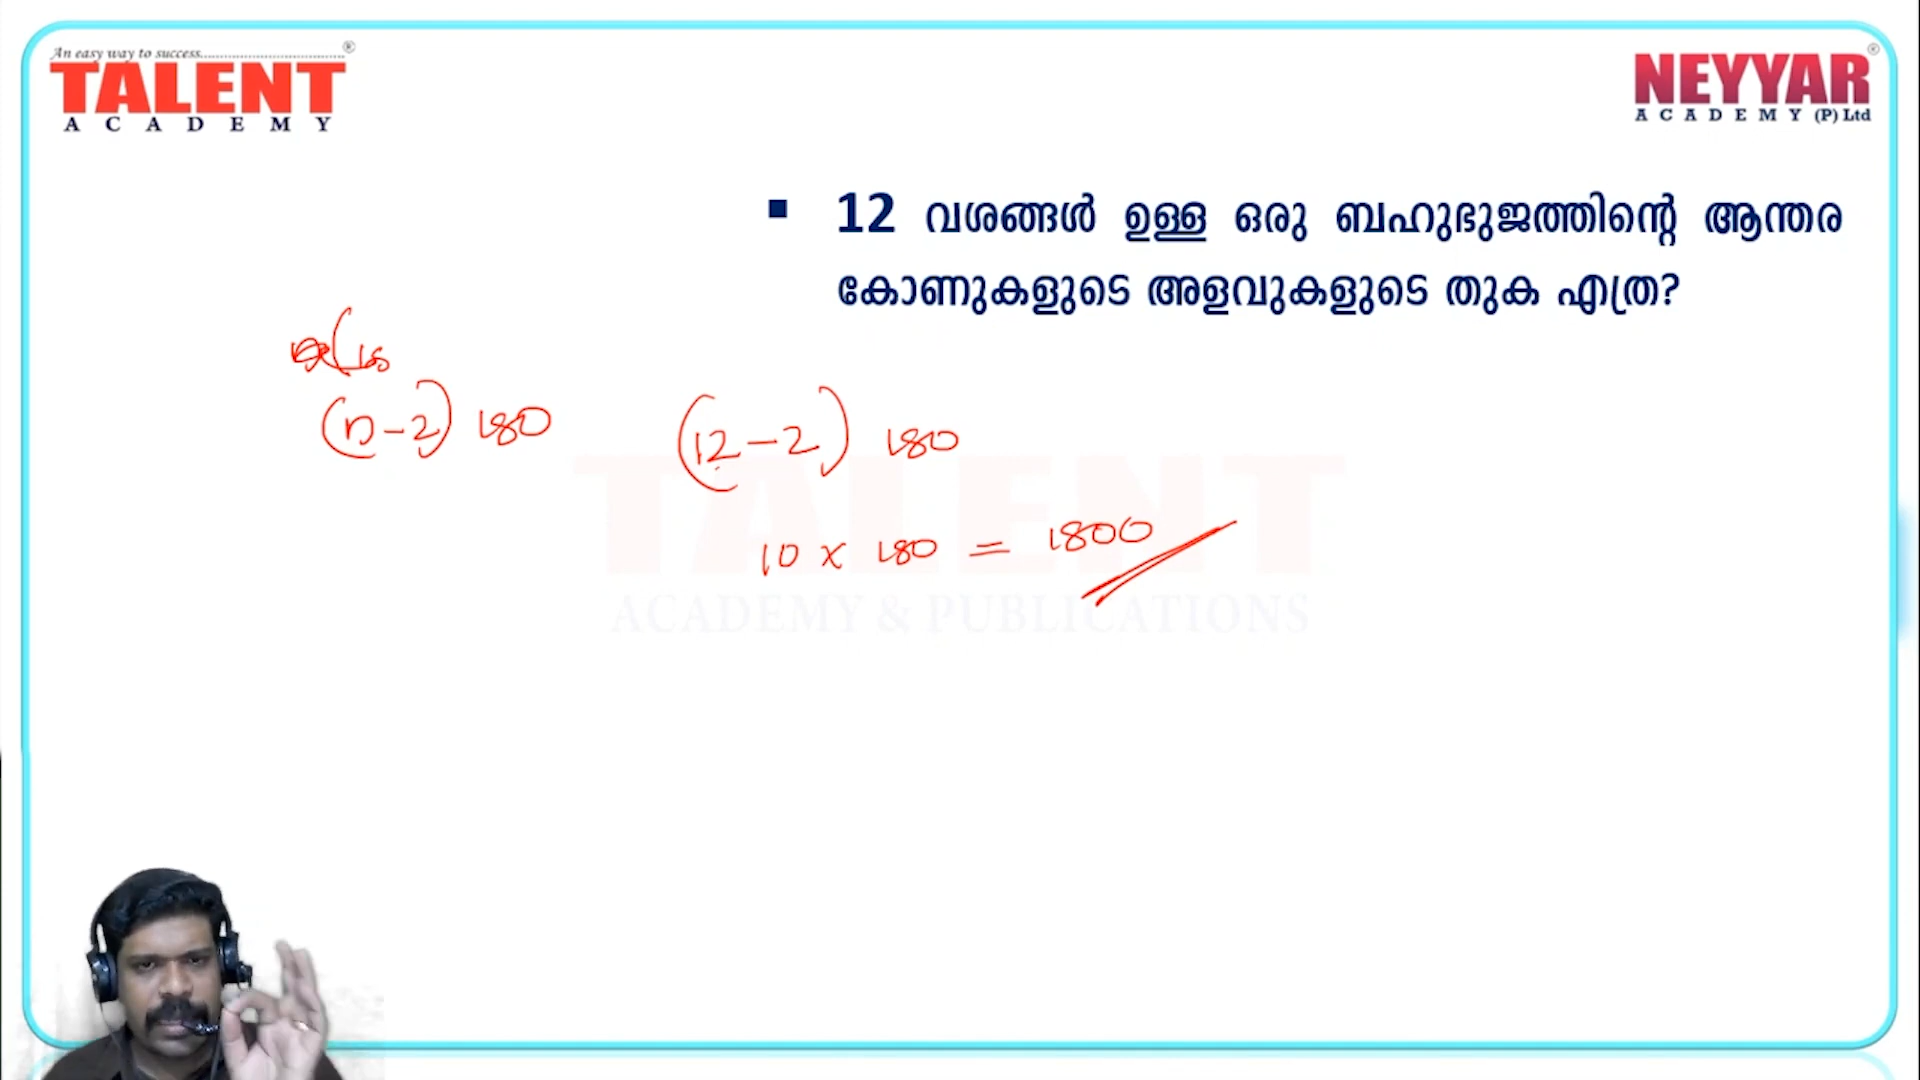 An easy way to success........................................®
TALENT
ACADEMY
NEYYAR®
ACADEMY (P) Ltd
▪ 12 വശങ്ങൾ ഉള്ള ഒരു ബഹുഭുജത്തിന്റെ ആന്തര
കോണുകളുടെ അളവുകളുടെ തുക എത്ര?
(n-2) 180
(12-2) 180
10 x 180 = 1800
TALENT
ACADEMY & PUBLICATIONS